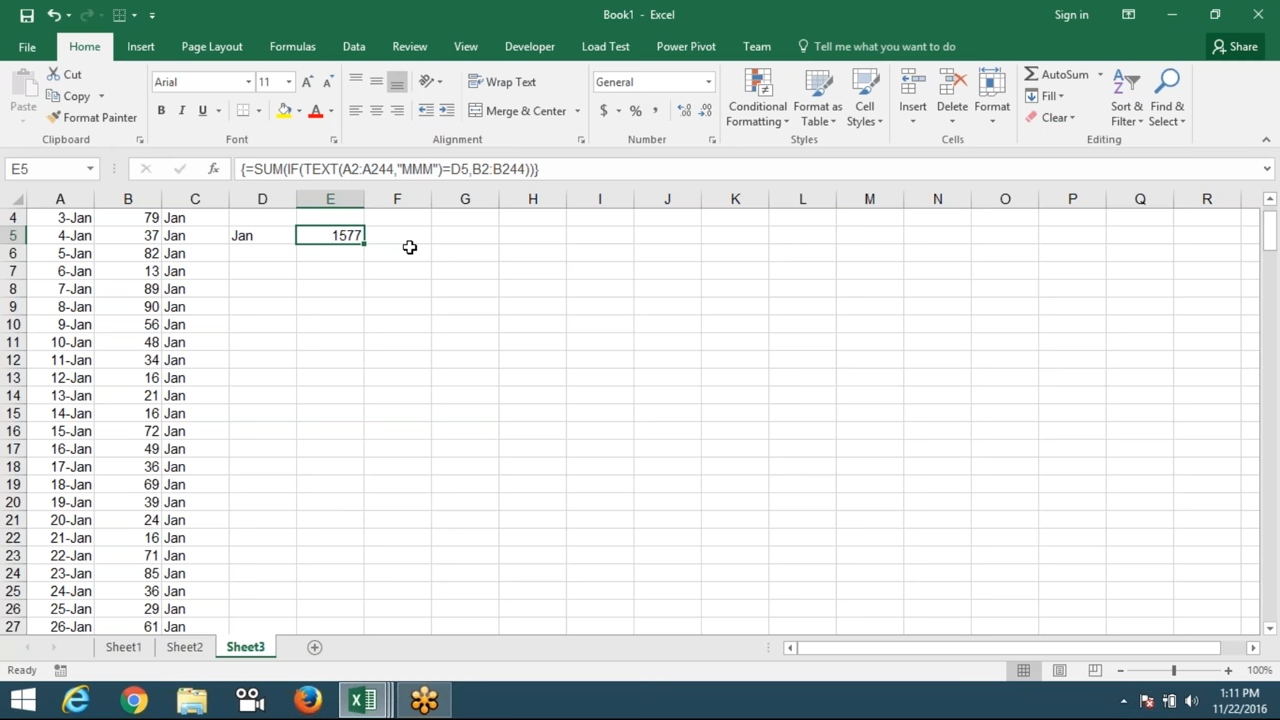 Book1 - Excel
Sign in
File Home Insert Page Layout Formulas Data Review View Developer Load Test Power Pivot Team Tell me what you want to do Share
Paste
Cut
Copy
Format Painter
Clipboard
Arial 11
B I U
Font
Wrap Text
Merge & Center
Alignment
General
$ % ,
Number
Conditional Formatting
Format as Table
Cell Styles
Styles
Insert
Delete
Format
Cells
AutoSum
Fill
Clear
Sort & Filter
Find & Select
Editing
E5 fx {=SUM(IF(TEXT(A2:A244,"MMM")=D5,B2:B244))}
A B C D E F G H I J K L M N O P Q R
4 3-Jan 79 Jan
5 4-Jan 37 Jan Jan 1577
6 5-Jan 82 Jan
7 6-Jan 13 Jan
8 7-Jan 89 Jan
9 8-Jan 90 Jan
10 9-Jan 56 Jan
11 10-Jan 48 Jan
12 11-Jan 34 Jan
13 12-Jan 16 Jan
14 13-Jan 21 Jan
15 14-Jan 16 Jan
16 15-Jan 72 Jan
17 16-Jan 49 Jan
18 17-Jan 36 Jan
19 18-Jan 69 Jan
20 19-Jan 39 Jan
21 20-Jan 24 Jan
22 21-Jan 16 Jan
23 22-Jan 71 Jan
24 23-Jan 85 Jan
25 24-Jan 36 Jan
26 25-Jan 29 Jan
27 26-Jan 61 Jan
Sheet1 Sheet2 Sheet3
Ready
100%
1:11 PM
11/22/2016